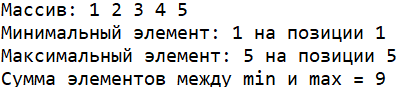 Массив: 1 2 3 4 5
Минимальный элемент: 1 на позиции 1
Максимальный элемент: 5 на позиции 5
Сумма элементов между min и max = 9